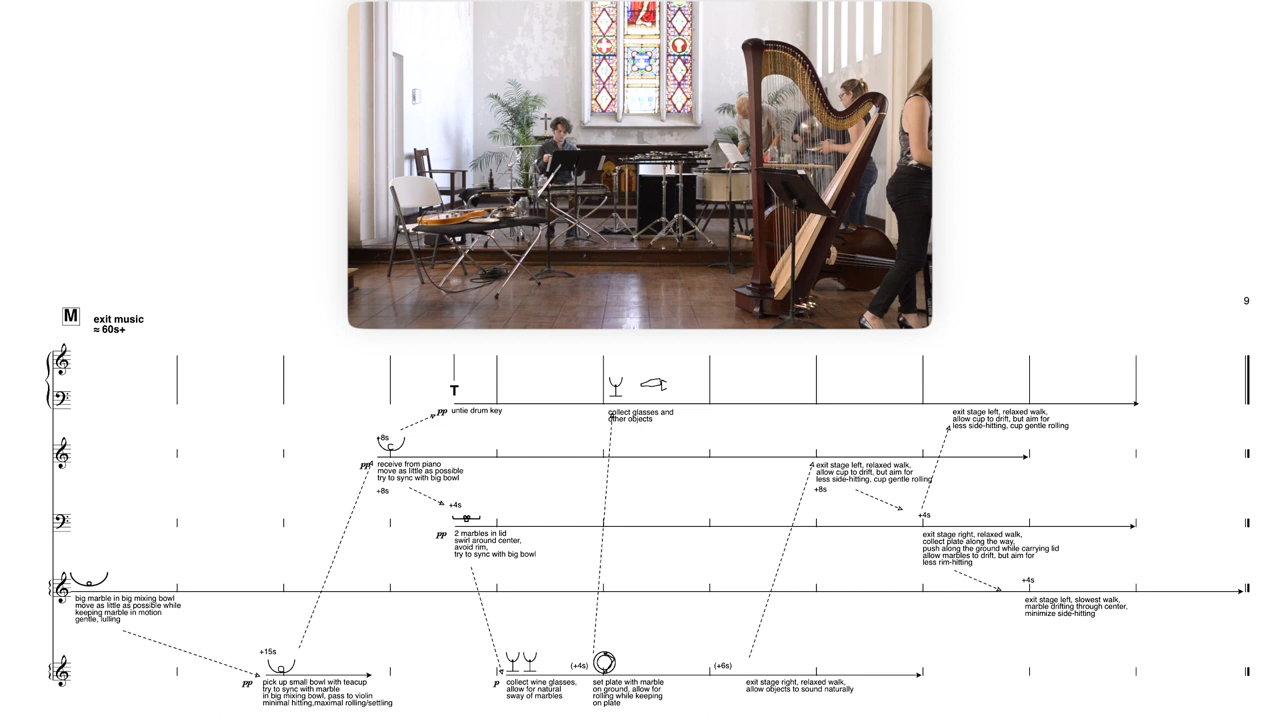 9
M
exit music
≈ 60s+
T
pp untie drum key
collect glasses and
other objects
exit stage left, relaxed walk,
allow cup to drift, but aim for
less side-hitting, cup gentle rolling
+8s
C
pp receive from piano
move as little as possible
try to sync with big bowl
+8s
exit stage left, relaxed walk,
allow cup to drift, but aim for
less side-hitting, cup gentle rolling
+8s
+4s
pp 2 marbles in lid
swirl around center,
avoid rim,
try to sync with big bowl
+4s
exit stage right, relaxed walk,
collect plate along the way,
push along the ground while carrying lid
allow marbles to drift, but aim for
less rim-hitting
big marble in big mixing bowl
move as little as possible while
keeping marble in motion
gentle, lulling
+4s
exit stage left, slowest walk,
marble drifting through center,
minimize side-hitting
+15s
pp pick up small bowl with teacup
try to sync with marble
in big mixing bowl, pass to violin
minimal hitting,maximal rolling/settling
p collect wine glasses,
allow for natural
sway of marbles
(+4s)
set plate with marble
on ground, allow for
rolling while keeping
on plate
(+6s)
exit stage right, relaxed walk,
allow objects to sound naturally